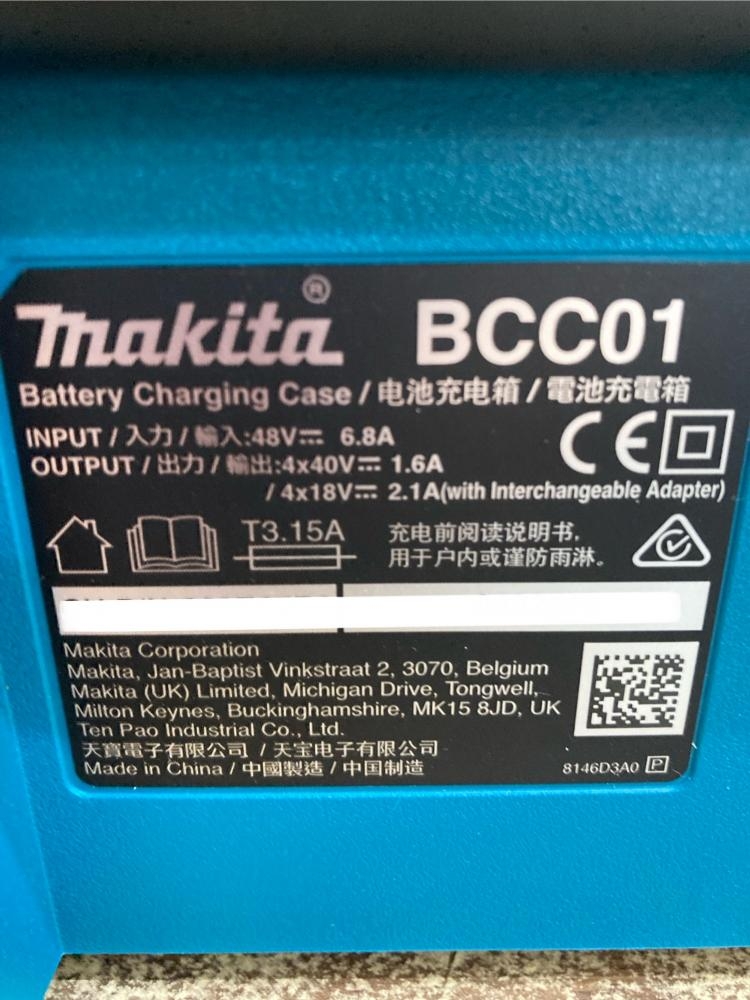 makita® BCC01
Battery Charging Case / 电池充电箱 / 電池充電箱
INPUT / 入力 / 輸入:48V⎓ 6.8A
OUTPUT / 出力 / 輸出:4x40V⎓ 1.6A
/ 4x18V⎓ 2.1A(with Interchangeable Adapter)
CE
T3.15A
充电前阅读说明书,
用于户内或谨防雨淋。
Makita Corporation
Makita, Jan-Baptist Vinkstraat 2, 3070, Belgium
Makita (UK) Limited, Michigan Drive, Tongwell,
Milton Keynes, Buckinghamshire, MK15 8JD, UK
Ten Pao Industrial Co., Ltd.
天寶電子有限公司 / 天宝电子有限公司
Made in China / 中國製造 / 中国制造
8146D3A0 P